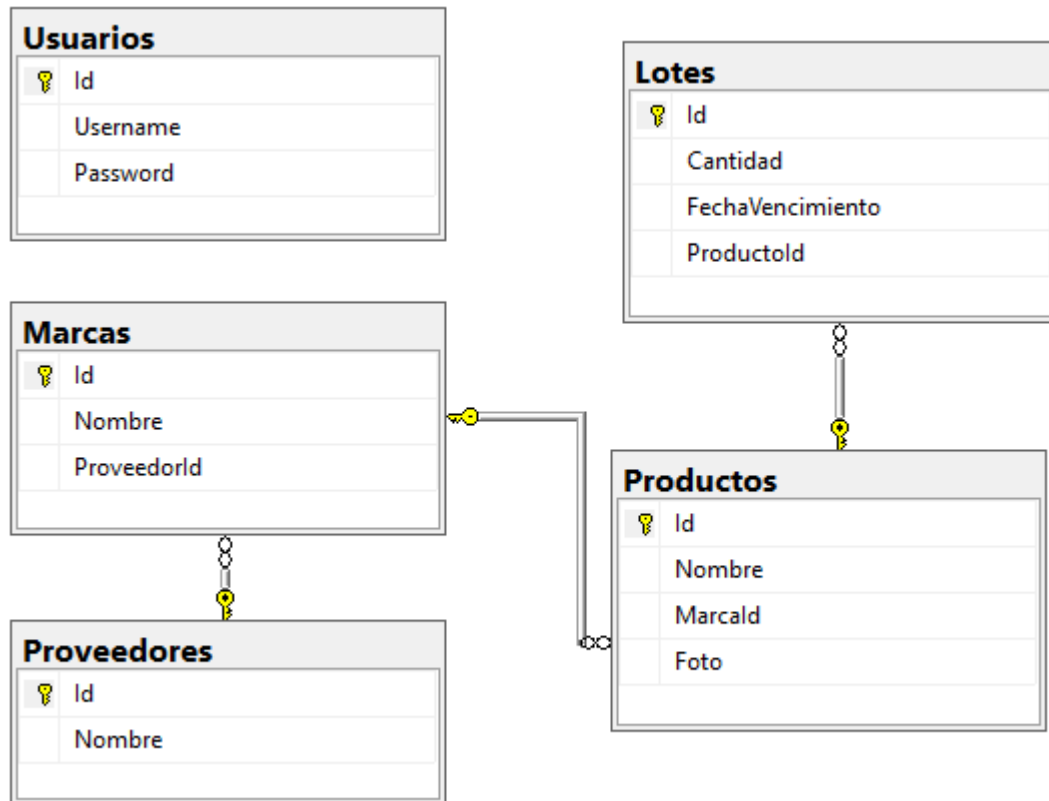 Usuarios
Id
Username
Password
Lotes
Id
Cantidad
FechaVencimiento
ProductoId
Marcas
Id
Nombre
ProveedorId
Productos
Id
Nombre
MarcaId
Foto
Proveedores
Id
Nombre